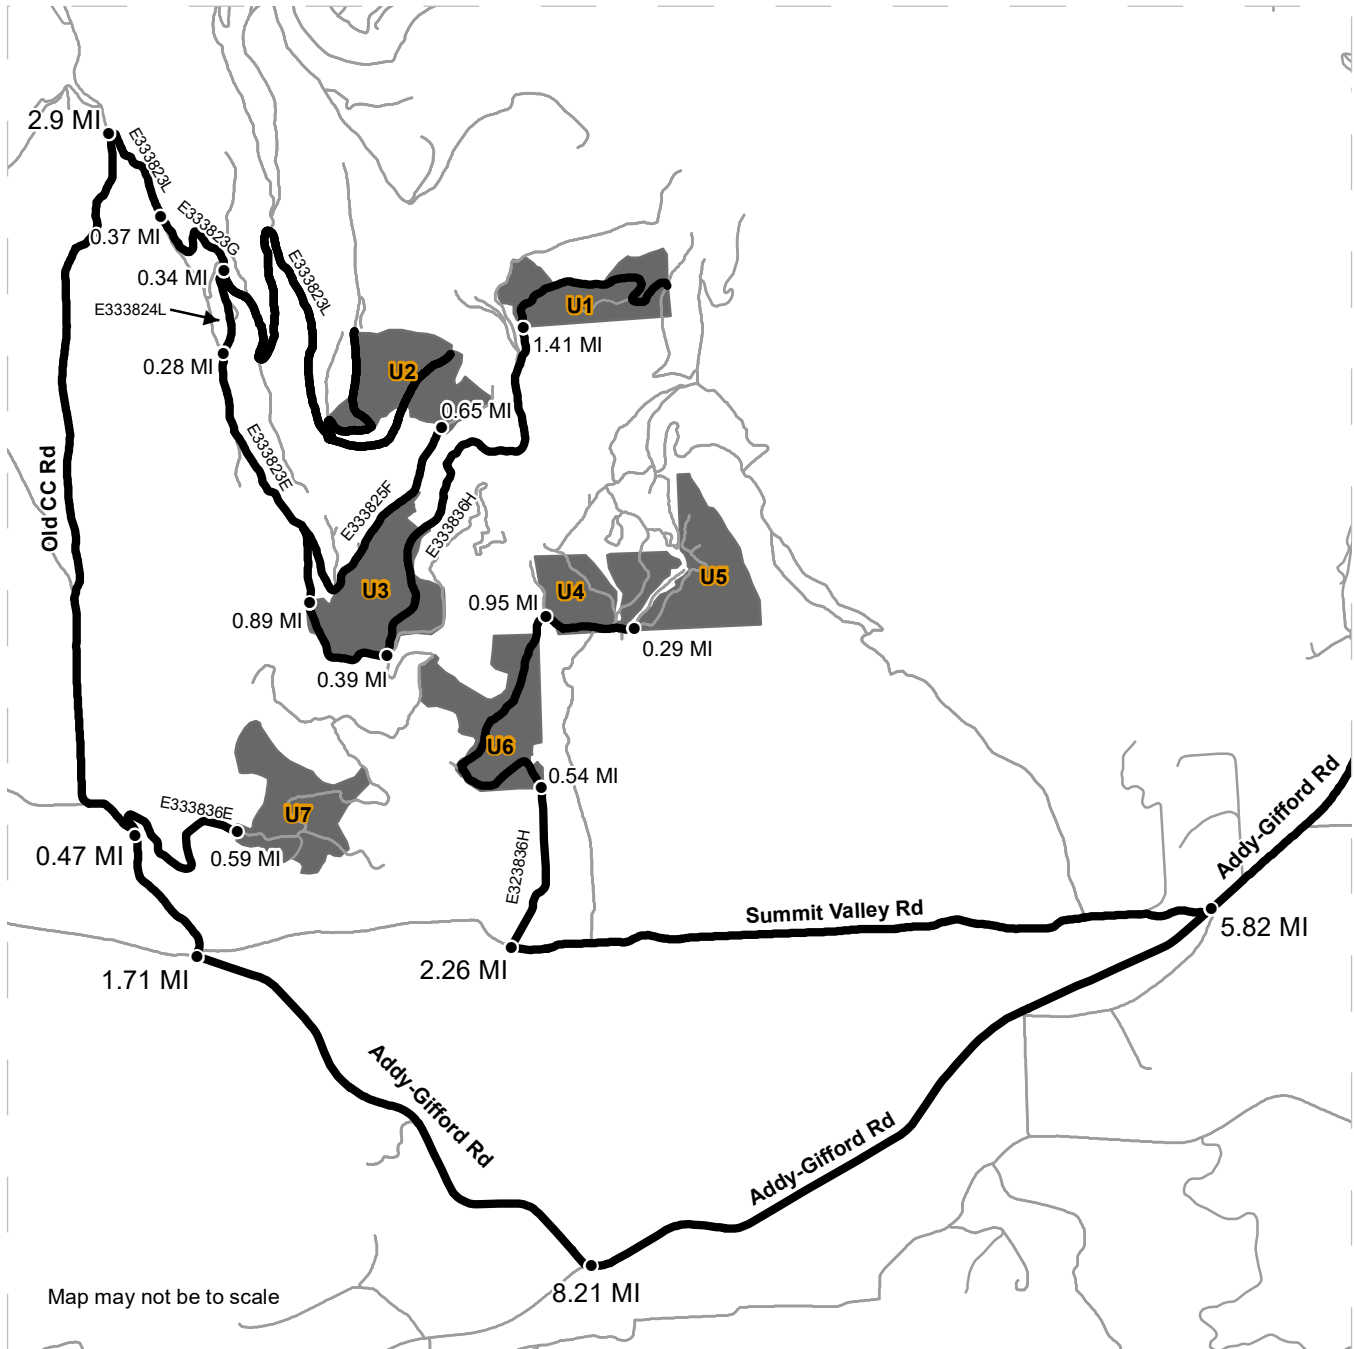 2.9 MI
E333823L
0.37 MI
E333823G
0.34 MI
E333823L
E333824L
U1
1.41 MI
0.28 MI
U2
0.65 MI
E333823E
Old CC Rd
E333825F
E333836H
U3
U4
U5
0.95 MI
0.89 MI
0.29 MI
0.39 MI
U6
0.54 MI
E333836E
U7
Addy-Gifford Rd
0.47 MI
0.59 MI
E323836H
Summit Valley Rd
5.82 MI
1.71 MI
2.26 MI
Addy-Gifford Rd
Addy-Gifford Rd
8.21 MI
Map may not be to scale